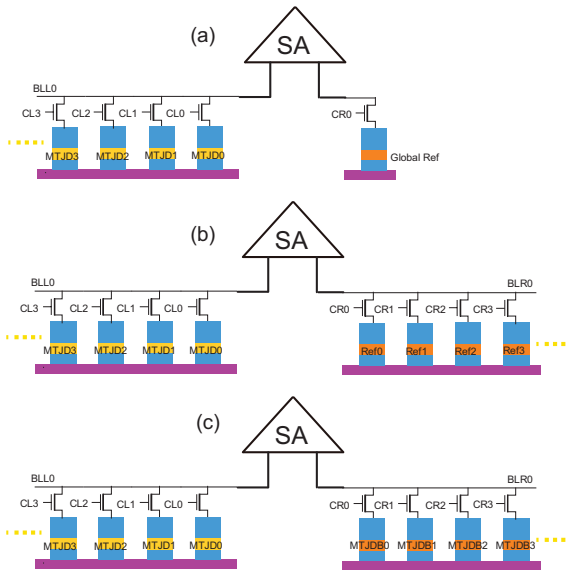 (a)
SA
BLL0
CL3 CL2 CL1 CL0
CR0
MTJD3 MTJD2 MTJD1 MTJD0
Global Ref
(b)
SA
BLL0
BLR0
CL3 CL2 CL1 CL0
CR0 CR1 CR2 CR3
MTJD3 MTJD2 MTJD1 MTJD0
Ref0 Ref1 Ref2 Ref3
(c)
SA
BLL0
BLR0
CL3 CL2 CL1 CL0
CR0 CR1 CR2 CR3
MTJD3 MTJD2 MTJD1 MTJD0
MTJDB0 MTJDB1 MTJDB2 MTJDB3